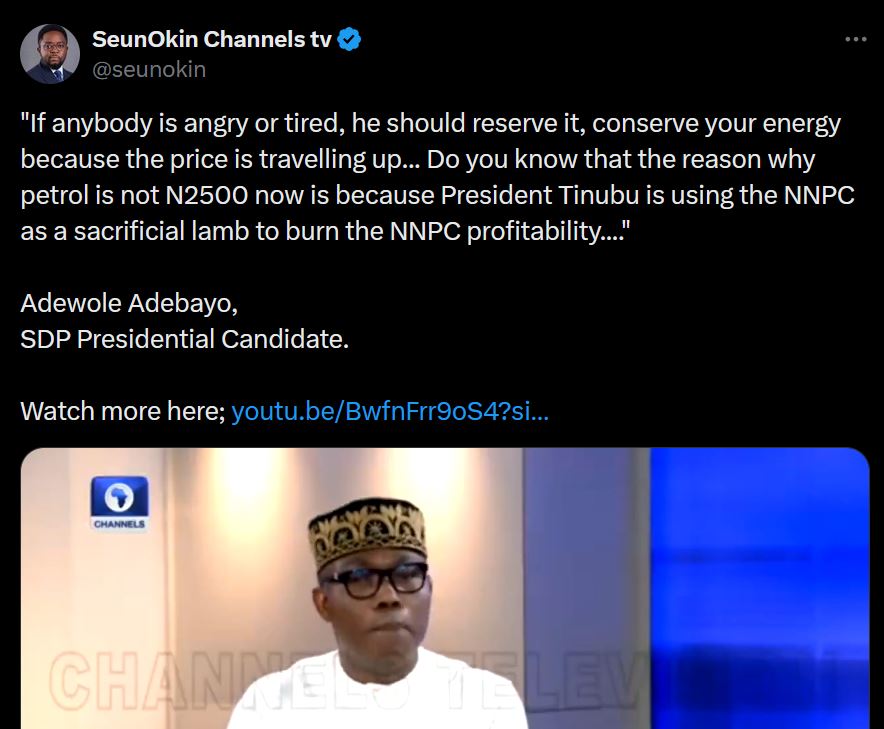 SeunOkin Channels tv
@seunokin
"If anybody is angry or tired, he should reserve it, conserve your energy
because the price is travelling up... Do you know that the reason why
petrol is not N2500 now is because President Tinubu is using the NNPC
as a sacrificial lamb to burn the NNPC profitability...."
Adewole Adebayo,
SDP Presidential Candidate.
Watch more here; youtu.be/BwfnFrr9oS4?si...
CHANNELS
CHANNELS TELEV